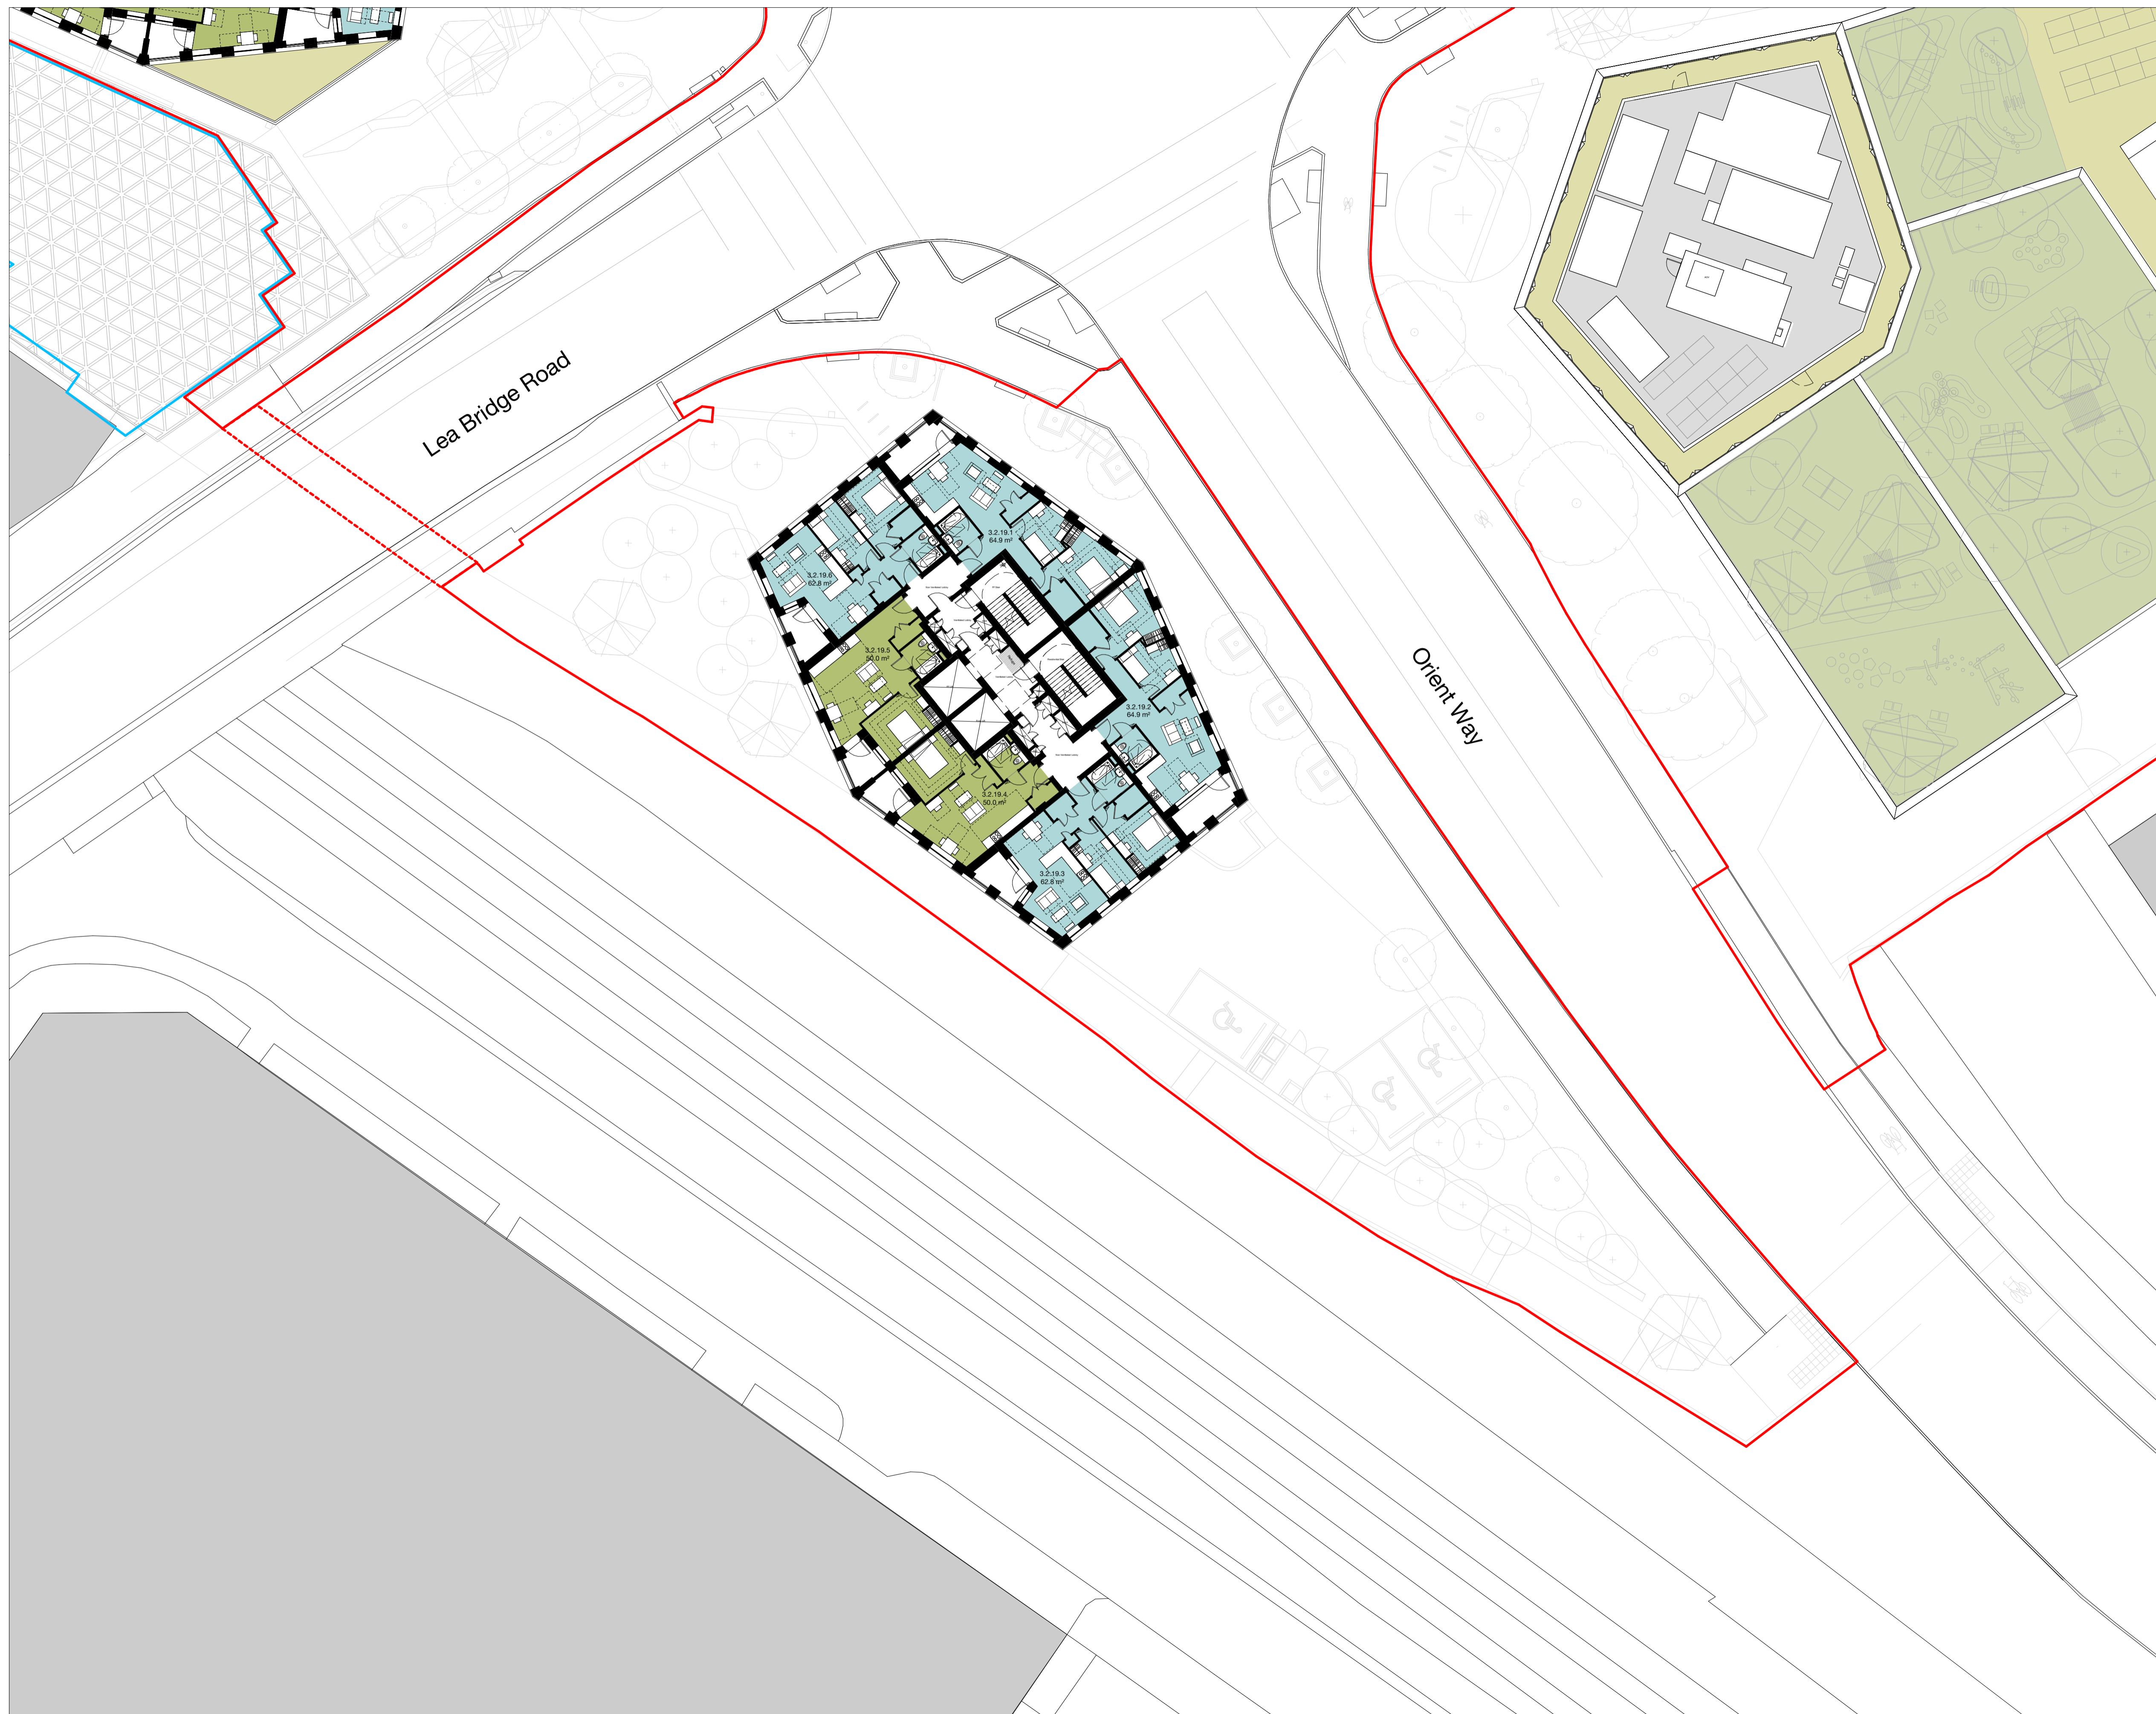 Lea Bridge Road
Orient Way
3.2.19.1
64.9 m²
3.2.19.6
62.8 m²
3.2.19.5
50.0 m²
3.2.19.2
64.9 m²
3.2.19.4
50.0 m²
3.2.19.3
62.8 m²